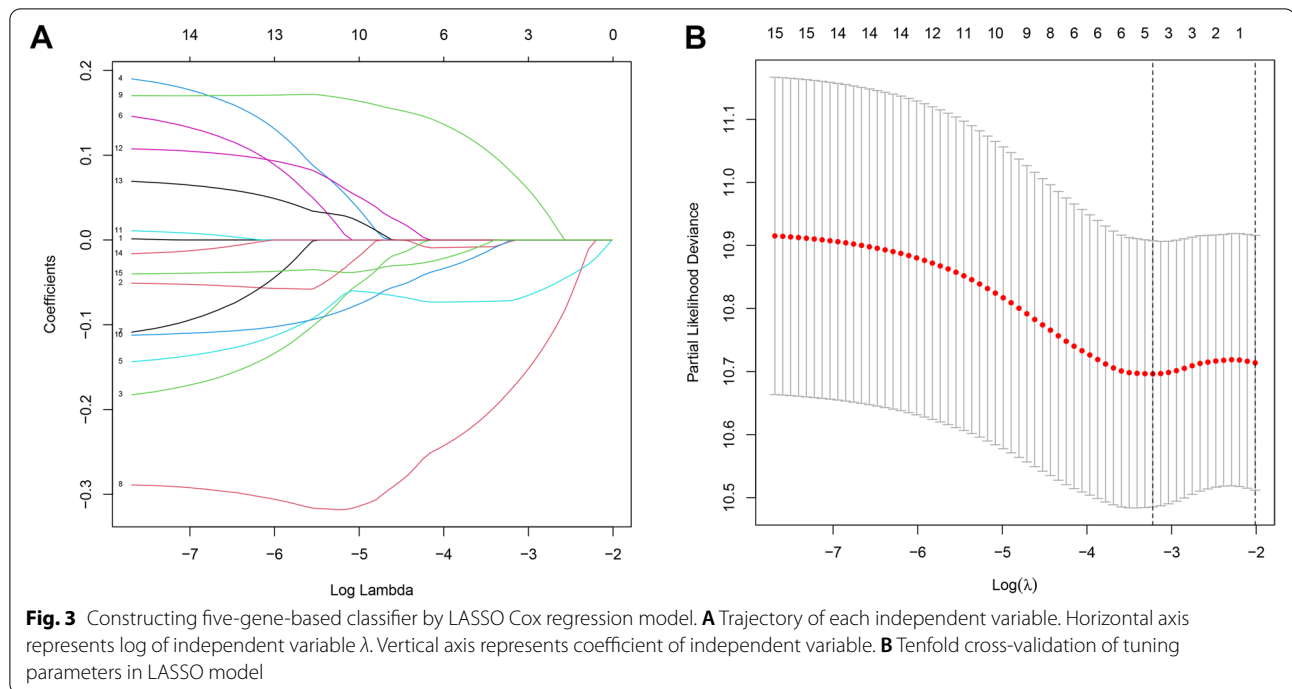 A
14 13 10 6 3 0
0.2
0.1
0.0
−0.1
−0.2
−0.3
Coefficients
4
9
6
12
13
11
1
14
15
2
7
10
5
3
8
−7 −6 −5 −4 −3 −2
Log Lambda
B
15 15 14 14 14 12 11 10 9 8 6 6 6 5 3 3 2 1
11.1
11.0
10.9
10.8
10.7
10.6
10.5
Partial Likelihood Deviance
−7 −6 −5 −4 −3 −2
Log(λ)
Fig. 3 Constructing five-gene-based classifier by LASSO Cox regression model. A Trajectory of each independent variable. Horizontal axis
represents log of independent variable λ. Vertical axis represents coefficient of independent variable. B Tenfold cross-validation of tuning
parameters in LASSO model